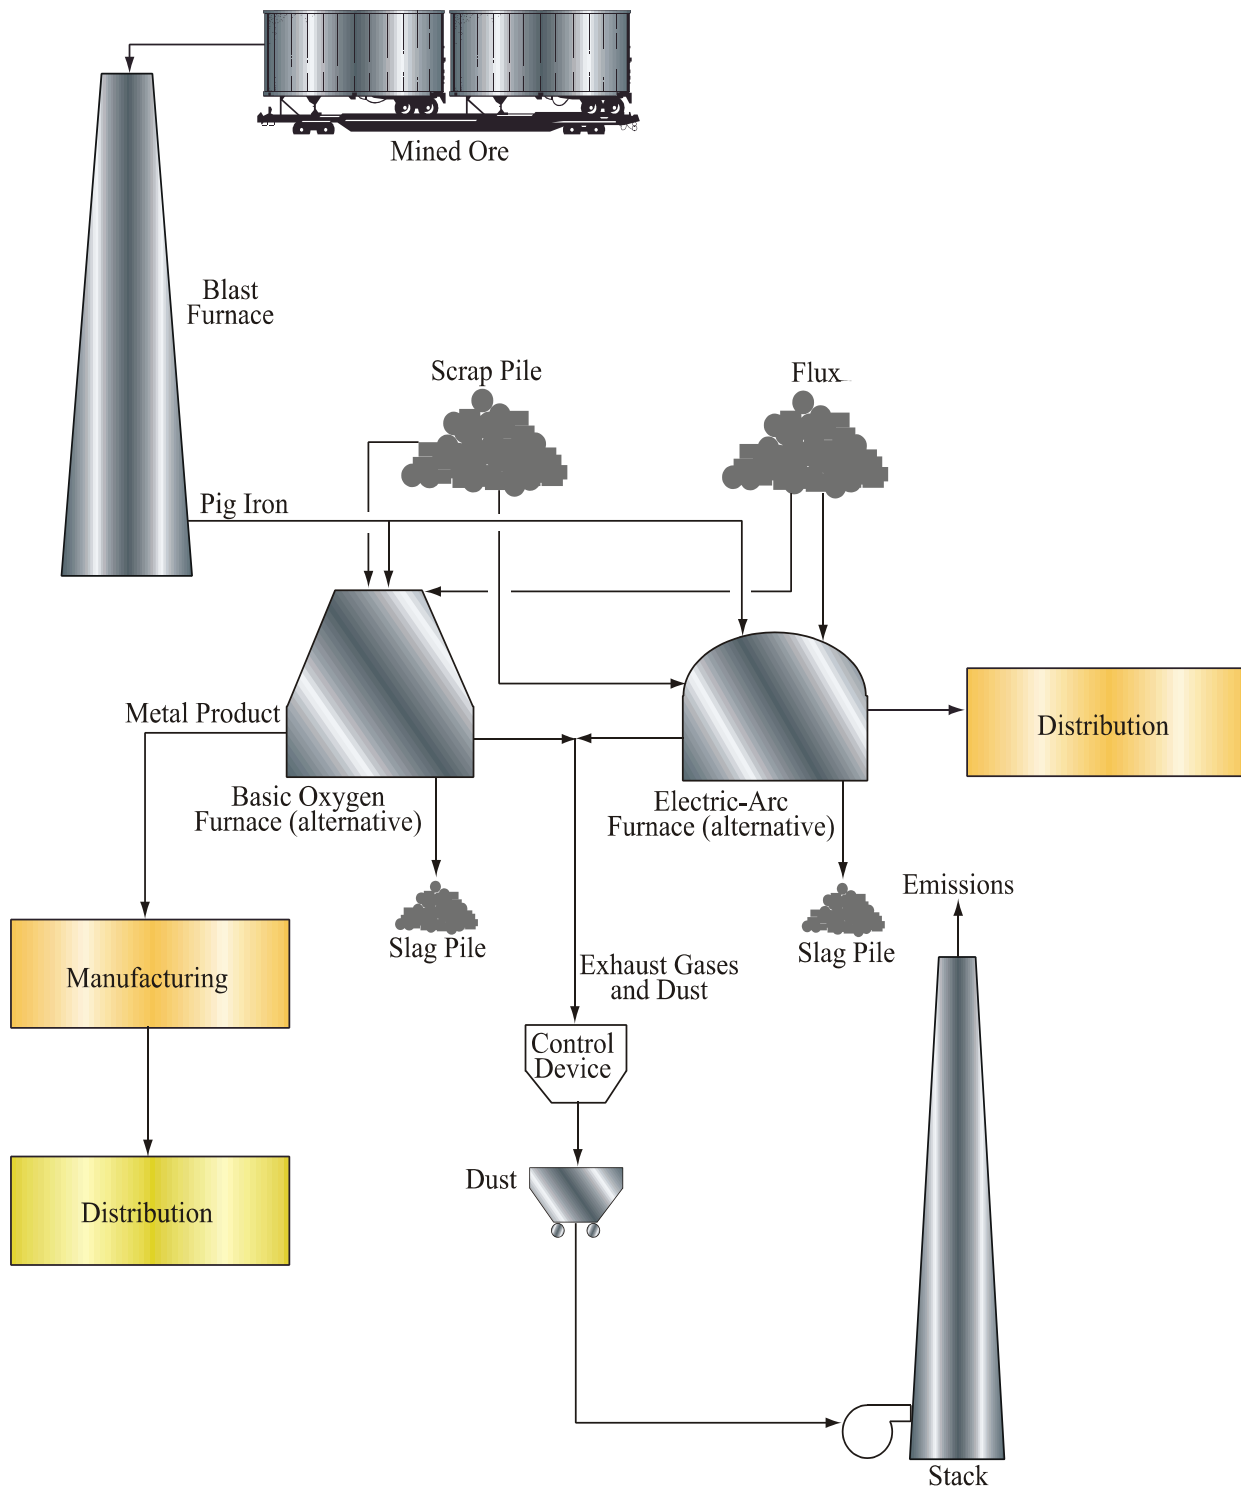 Mined Ore
Blast
Furnace
Scrap Pile
Flux
Pig Iron
Metal Product
Distribution
Basic Oxygen
Furnace (alternative)
Electric-Arc
Furnace (alternative)
Emissions
Slag Pile
Slag Pile
Manufacturing
Exhaust Gases
and Dust
Control
Device
Dust
Distribution
Stack